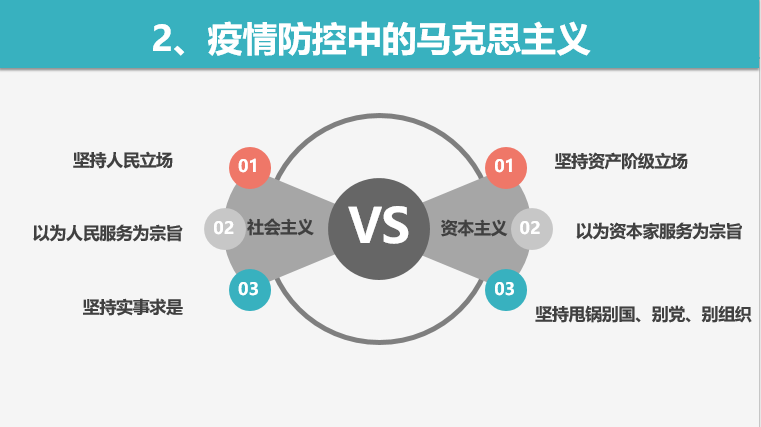 2、疫情防控中的马克思主义
坚持人民立场
01
01
坚持资产阶级立场
以为人民服务为宗旨
02
社会主义
VS
资本主义
02
以为资本家服务为宗旨
坚持实事求是
03
03
坚持甩锅别国、别党、别组织